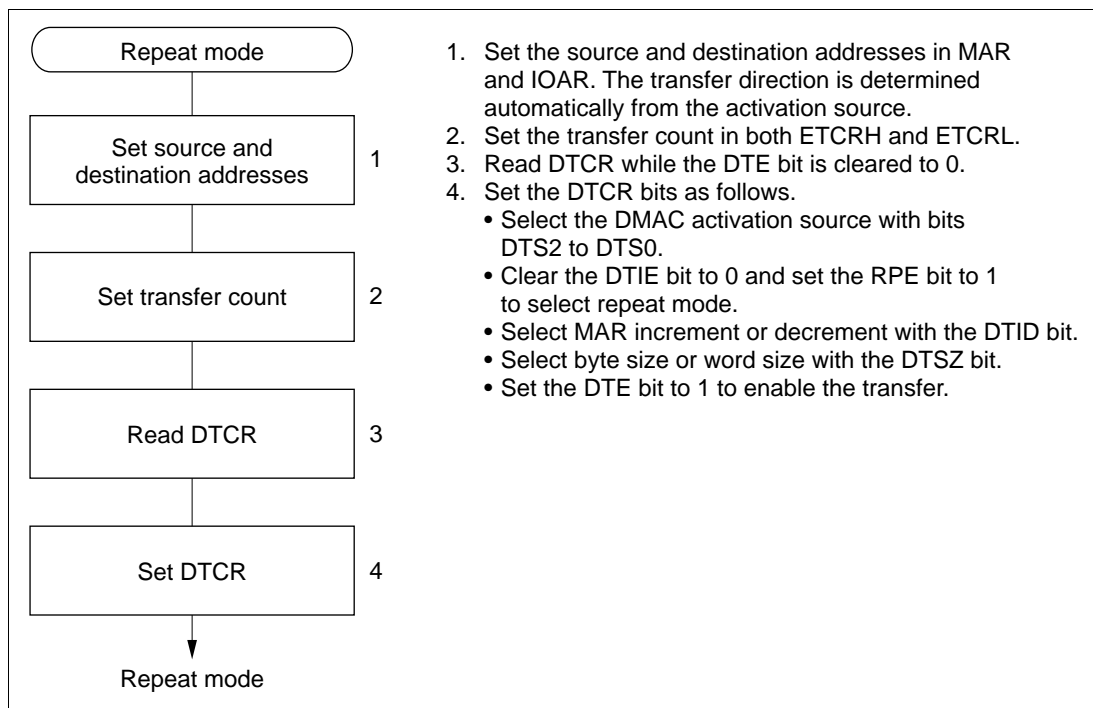 Repeat mode
Set source and
destination addresses
1
Set transfer count
2
Read DTCR
3
Set DTCR
4
Repeat mode
1. Set the source and destination addresses in MAR
and IOAR. The transfer direction is determined
automatically from the activation source.
2. Set the transfer count in both ETCRH and ETCRL.
3. Read DTCR while the DTE bit is cleared to 0.
4. Set the DTCR bits as follows.
• Select the DMAC activation source with bits
DTS2 to DTS0.
• Clear the DTIE bit to 0 and set the RPE bit to 1
to select repeat mode.
• Select MAR increment or decrement with the DTID bit.
• Select byte size or word size with the DTSZ bit.
• Set the DTE bit to 1 to enable the transfer.